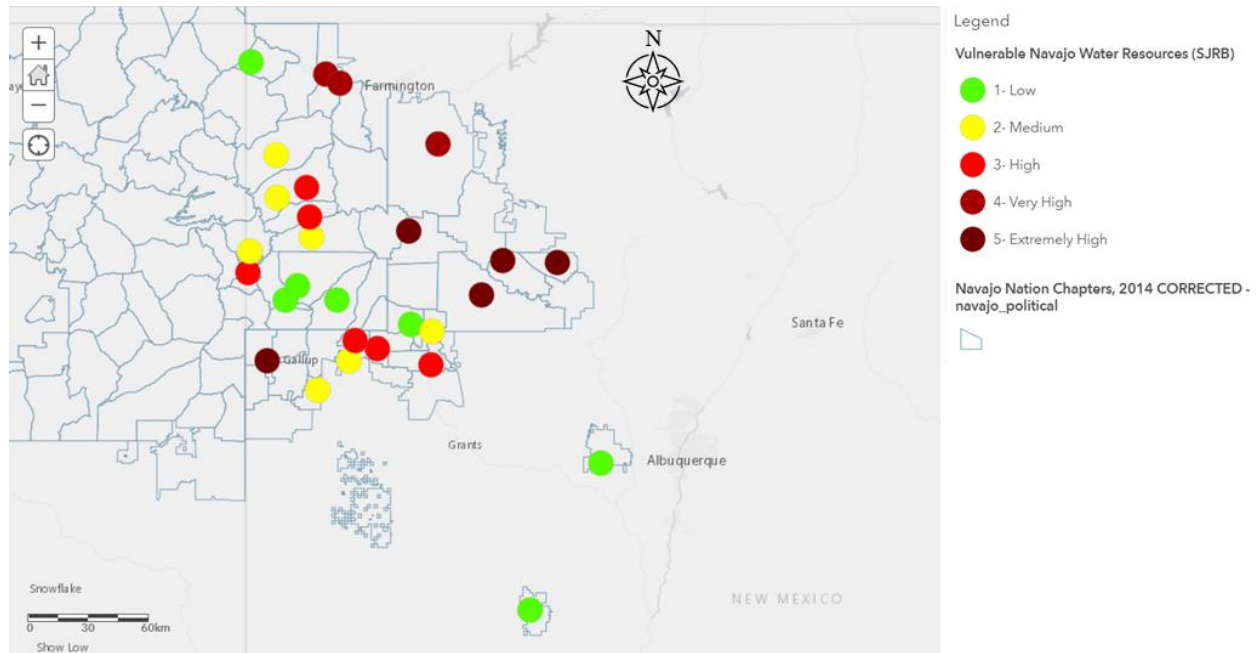 +
−
N
ay
Farmington
Gallup
Santa Fe
Grants
Albuquerque
Snowflake
NEW MEXICO
0 30 60km
Show Low
Legend
Vulnerable Navajo Water Resources (SJRB)
1- Low
2- Medium
3- High
4- Very High
5- Extremely High
Navajo Nation Chapters, 2014 CORRECTED -
navajo_political